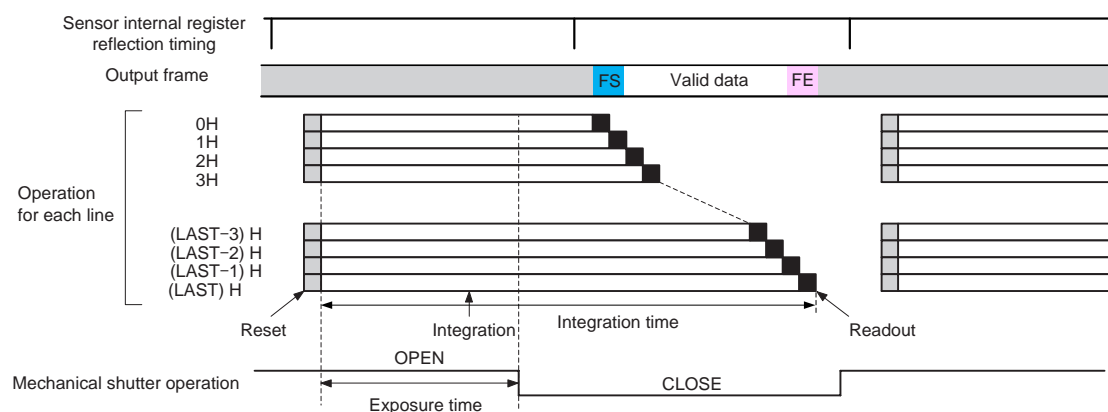 Sensor internal register
reflection timing
Output frame
FS
Valid data
FE
0H
1H
2H
3H
Operation
for each line
(LAST−3) H
(LAST−2) H
(LAST−1) H
(LAST) H
Reset
Integration
Integration time
Readout
OPEN
Mechanical shutter operation
CLOSE
Exposure time